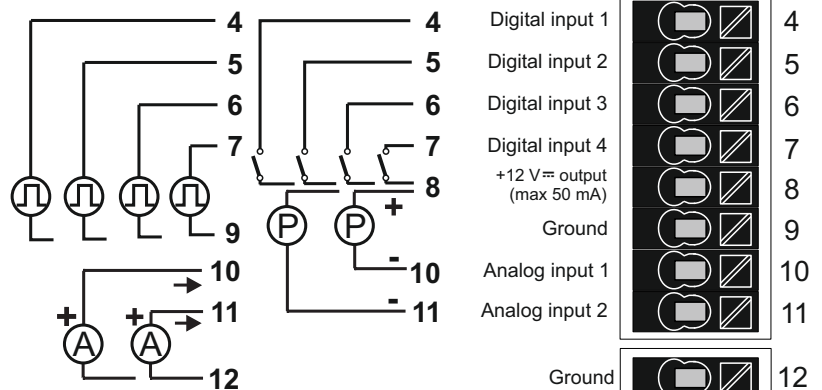 4 4 Digital input 1 4
5 5 Digital input 2 5
6 6 Digital input 3 6
7 7 Digital input 4 7
8 +12 V⎓ output
(max 50 mA) 8
P P +
9 Ground 9
10 - 10 Analog input 1 10
+ 11 + - 11 Analog input 2 11
A A
12 Ground 12